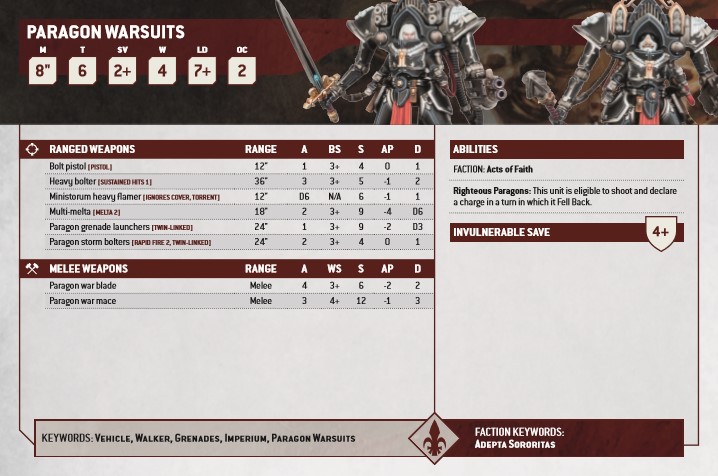 PARAGON WARSUITS
M T SV W LD OC
8" 6 2+ 4 7+ 2
RANGED WEAPONS RANGE A BS S AP D
Bolt pistol [PISTOL] 12" 1 3+ 4 0 1
Heavy bolter [SUSTAINED HITS 1] 36" 3 3+ 5 -1 2
Ministorum heavy flamer [IGNORES COVER, TORRENT] 12" D6 N/A 6 -1 1
Multi-melta [MELTA 2] 18" 2 3+ 9 -4 D6
Paragon grenade launchers [TWIN-LINKED] 24" 1 3+ 9 -2 D3
Paragon storm bolters [RAPID FIRE 2, TWIN-LINKED] 24" 2 3+ 4 0 1
MELEE WEAPONS RANGE A WS S AP D
Paragon war blade Melee 4 3+ 6 -2 2
Paragon war mace Melee 3 4+ 12 -1 3
ABILITIES
FACTION: Acts of Faith
Righteous Paragons: This unit is eligible to shoot and declare
a charge in a turn in which it Fell Back.
INVULNERABLE SAVE 4+
KEYWORDS: VEHICLE, WALKER, GRENADES, IMPERIUM, PARAGON WARSUITS
FACTION KEYWORDS:
ADEPTA SORORITAS